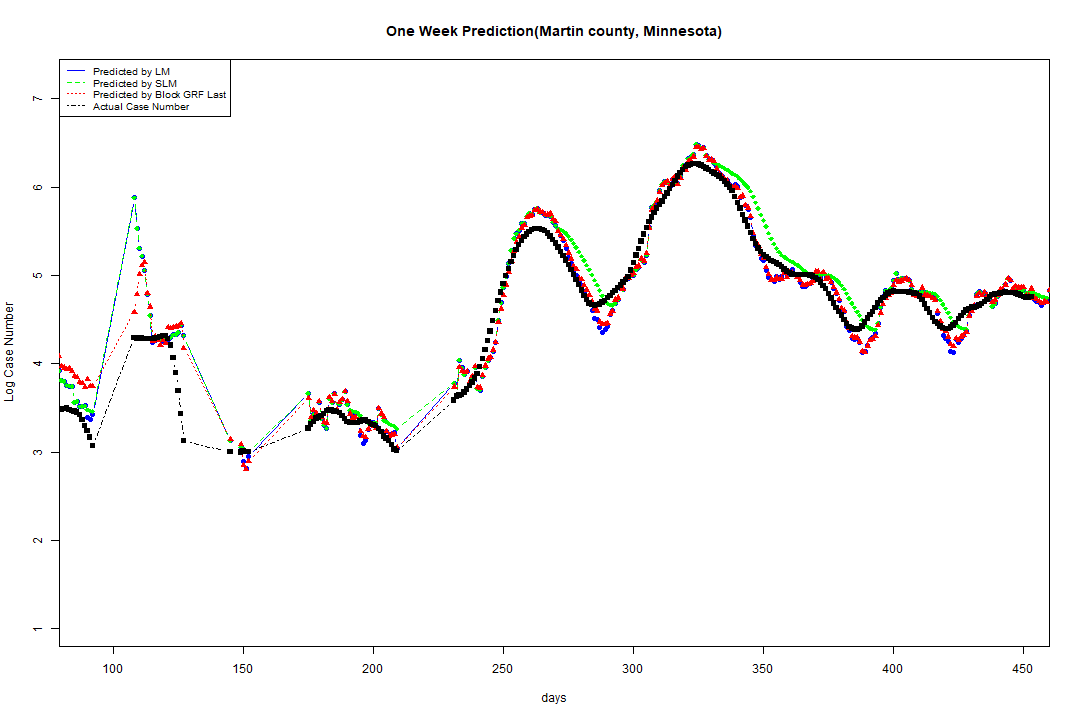 One Week Prediction(Martin county, Minnesota)
Predicted by LM
Predicted by SLM
Predicted by Block GRF Last
Actual Case Number
Log Case Number
7
6
5
4
3
2
1
100 150 200 250 300 350 400 450
days